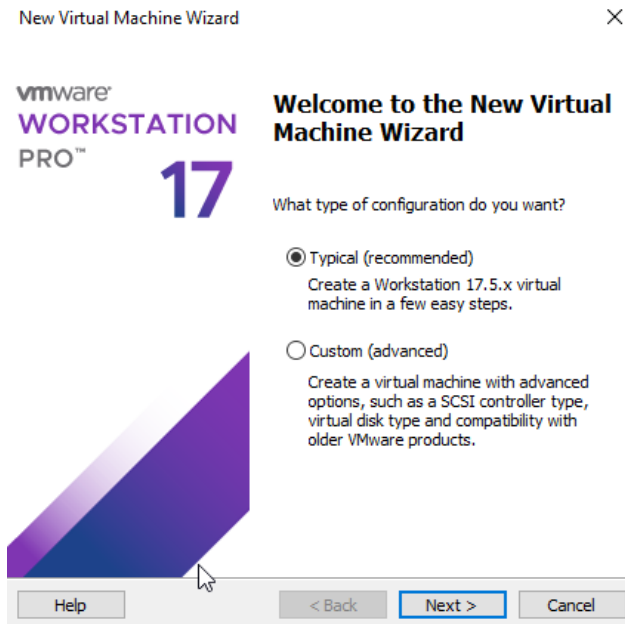 New Virtual Machine Wizard
vmware®
WORKSTATION
PRO™
17
Welcome to the New Virtual
Machine Wizard
What type of configuration do you want?
Typical (recommended)
Create a Workstation 17.5.x virtual
machine in a few easy steps.
Custom (advanced)
Create a virtual machine with advanced
options, such as a SCSI controller type,
virtual disk type and compatibility with
older VMware products.
Help
< Back
Next >
Cancel